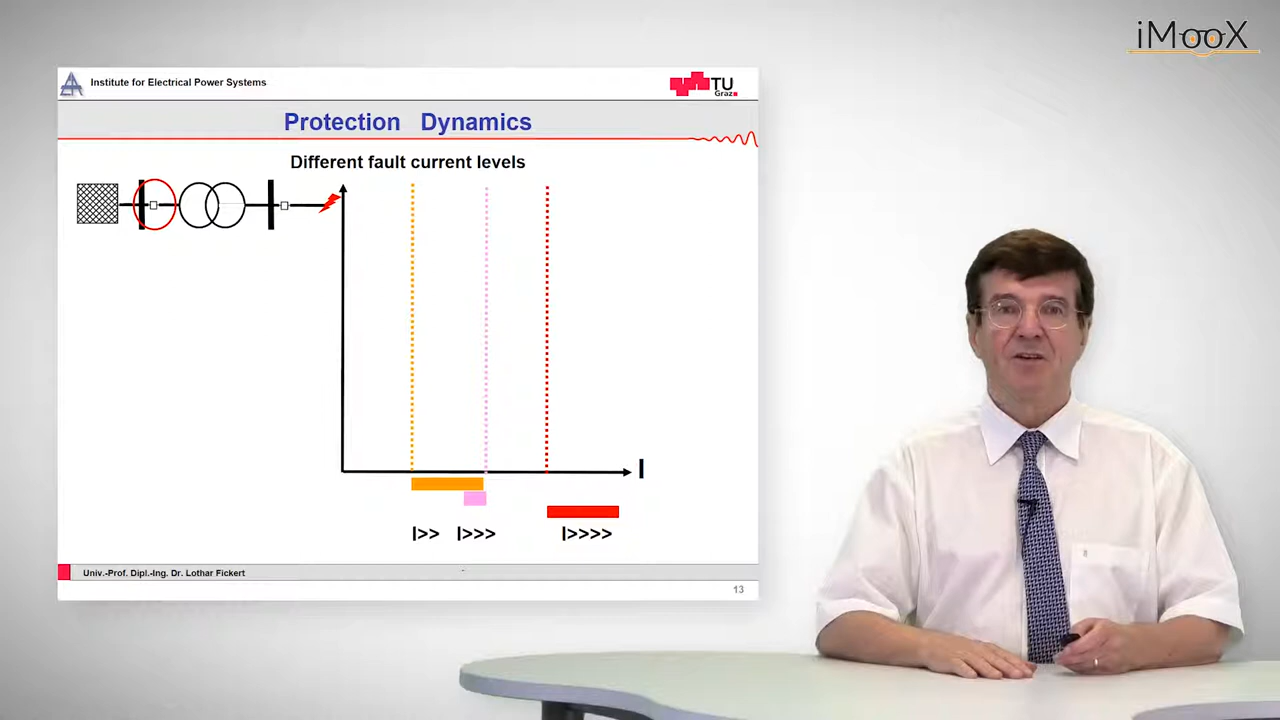 iMooX
Institute for Electrical Power Systems
TU
Graz
Protection Dynamics
Different fault current levels
I
I>> I>>> I>>>>
Univ.-Prof. Dipl.-Ing. Dr. Lothar Fickert
13